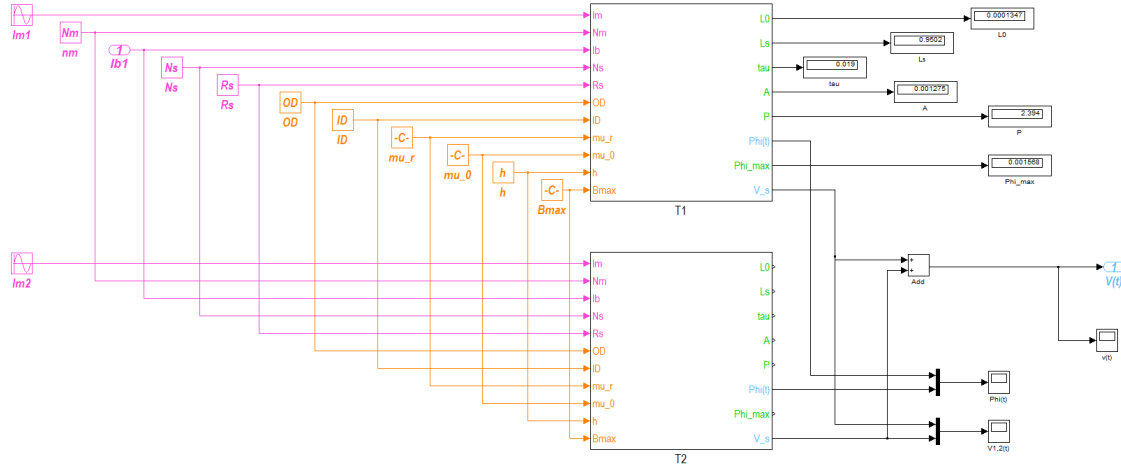 Im1
Nm
nm
1
Ib1
Ns
Ns
Rs
Rs
OD
OD
ID
ID
-C-
mu_r
-C-
mu_0
h
h
-C-
Bmax
Im
Nm
Ib
Ns
Rs
OD
ID
mu_r
mu_0
h
Bmax
L0
Ls
tau
A
P
Phi(t)
Phi_max
V_s
T1
0.0001347
L0
0.9502
Ls
0.019
tau
0.001275
A
2.394
P
0.001568
Phi_max
Im2
Im
Nm
Ib
Ns
Rs
OD
ID
mu_r
mu_0
h
Bmax
L0
Ls
tau
A
P
Phi(t)
Phi_max
V_s
T2
+
+
Add
1
V(t)
v(t)
Phi(t)
V1,2(t)